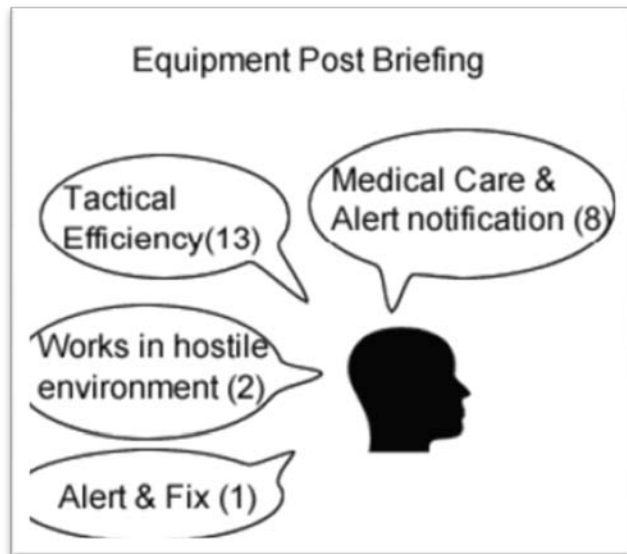 Equipment Post Briefing
Tactical
Efficiency(13)
Medical Care &
Alert notification (8)
Works in hostile
environment (2)
Alert & Fix (1)